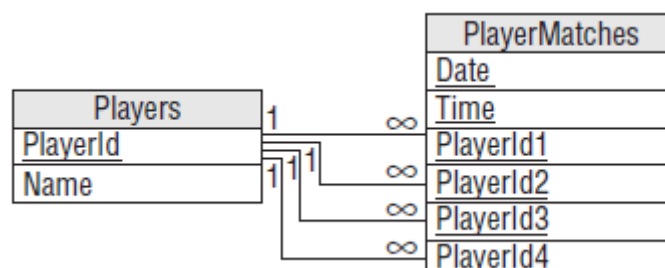 PlayerMatches
Date
Time
Players
1
∞
PlayerId
PlayerId1
1
1
∞
Name
1
PlayerId2
∞
PlayerId3
∞
PlayerId4